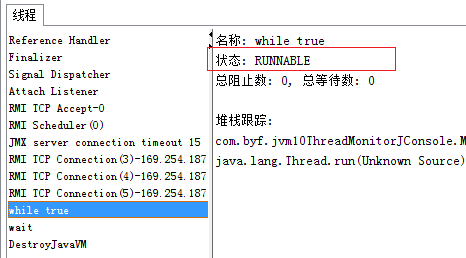 线程
Reference Handler
Finalizer
Signal Dispatcher
Attach Listener
RMI TCP Accept-0
RMI Scheduler(0)
JMX server connection timeout 15
RMI TCP Connection(3)-169.254.187
RMI TCP Connection(4)-169.254.187
RMI TCP Connection(5)-169.254.187
while true
wait
DestroyJavaVM
名称: while true
状态: RUNNABLE
总阻止数: 0, 总等待数: 0
堆栈跟踪:
com.byf.jvm10ThreadMonitorJConsole.M
java.lang.Thread.run(Unknown Source)